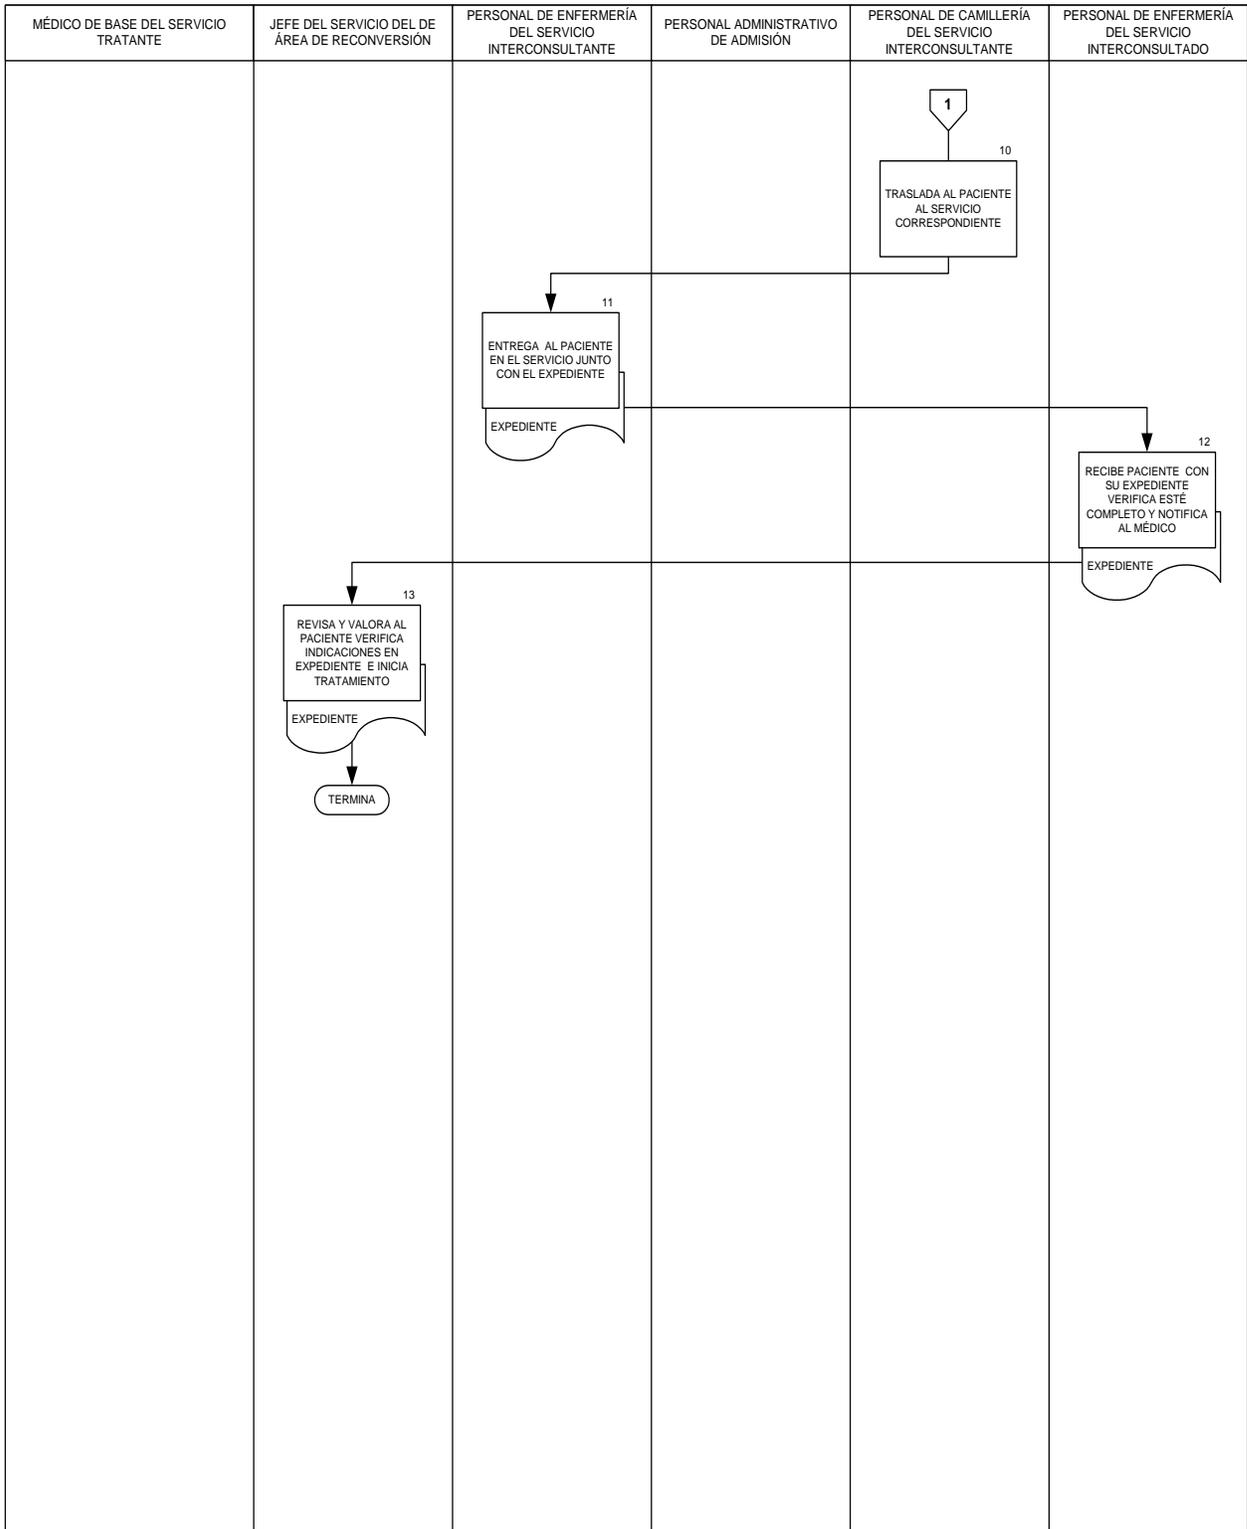 MÉDICO DE BASE DEL SERVICIO
TRATANTE
JEFE DEL SERVICIO DEL DE
ÁREA DE RECONVERSIÓN
PERSONAL DE ENFERMERÍA
DEL SERVICIO
INTERCONSULTANTE
PERSONAL ADMINISTRATIVO
DE ADMISIÓN
PERSONAL DE CAMILLERÍA
DEL SERVICIO
INTERCONSULTANTE
PERSONAL DE ENFERMERÍA
DEL SERVICIO
INTERCONSULTADO
1
10
TRASLADA AL PACIENTE
AL SERVICIO
CORRESPONDIENTE
11
ENTREGA AL PACIENTE
EN EL SERVICIO JUNTO
CON EL EXPEDIENTE
EXPEDIENTE
12
RECIBE PACIENTE CON
SU EXPEDIENTE
VERIFICA ESTÉ
COMPLETO Y NOTIFICA
AL MÉDICO
EXPEDIENTE
13
REVISA Y VALORA AL
PACIENTE VERIFICA
INDICACIONES EN
EXPEDIENTE E INICIA
TRATAMIENTO
EXPEDIENTE
TERMINA